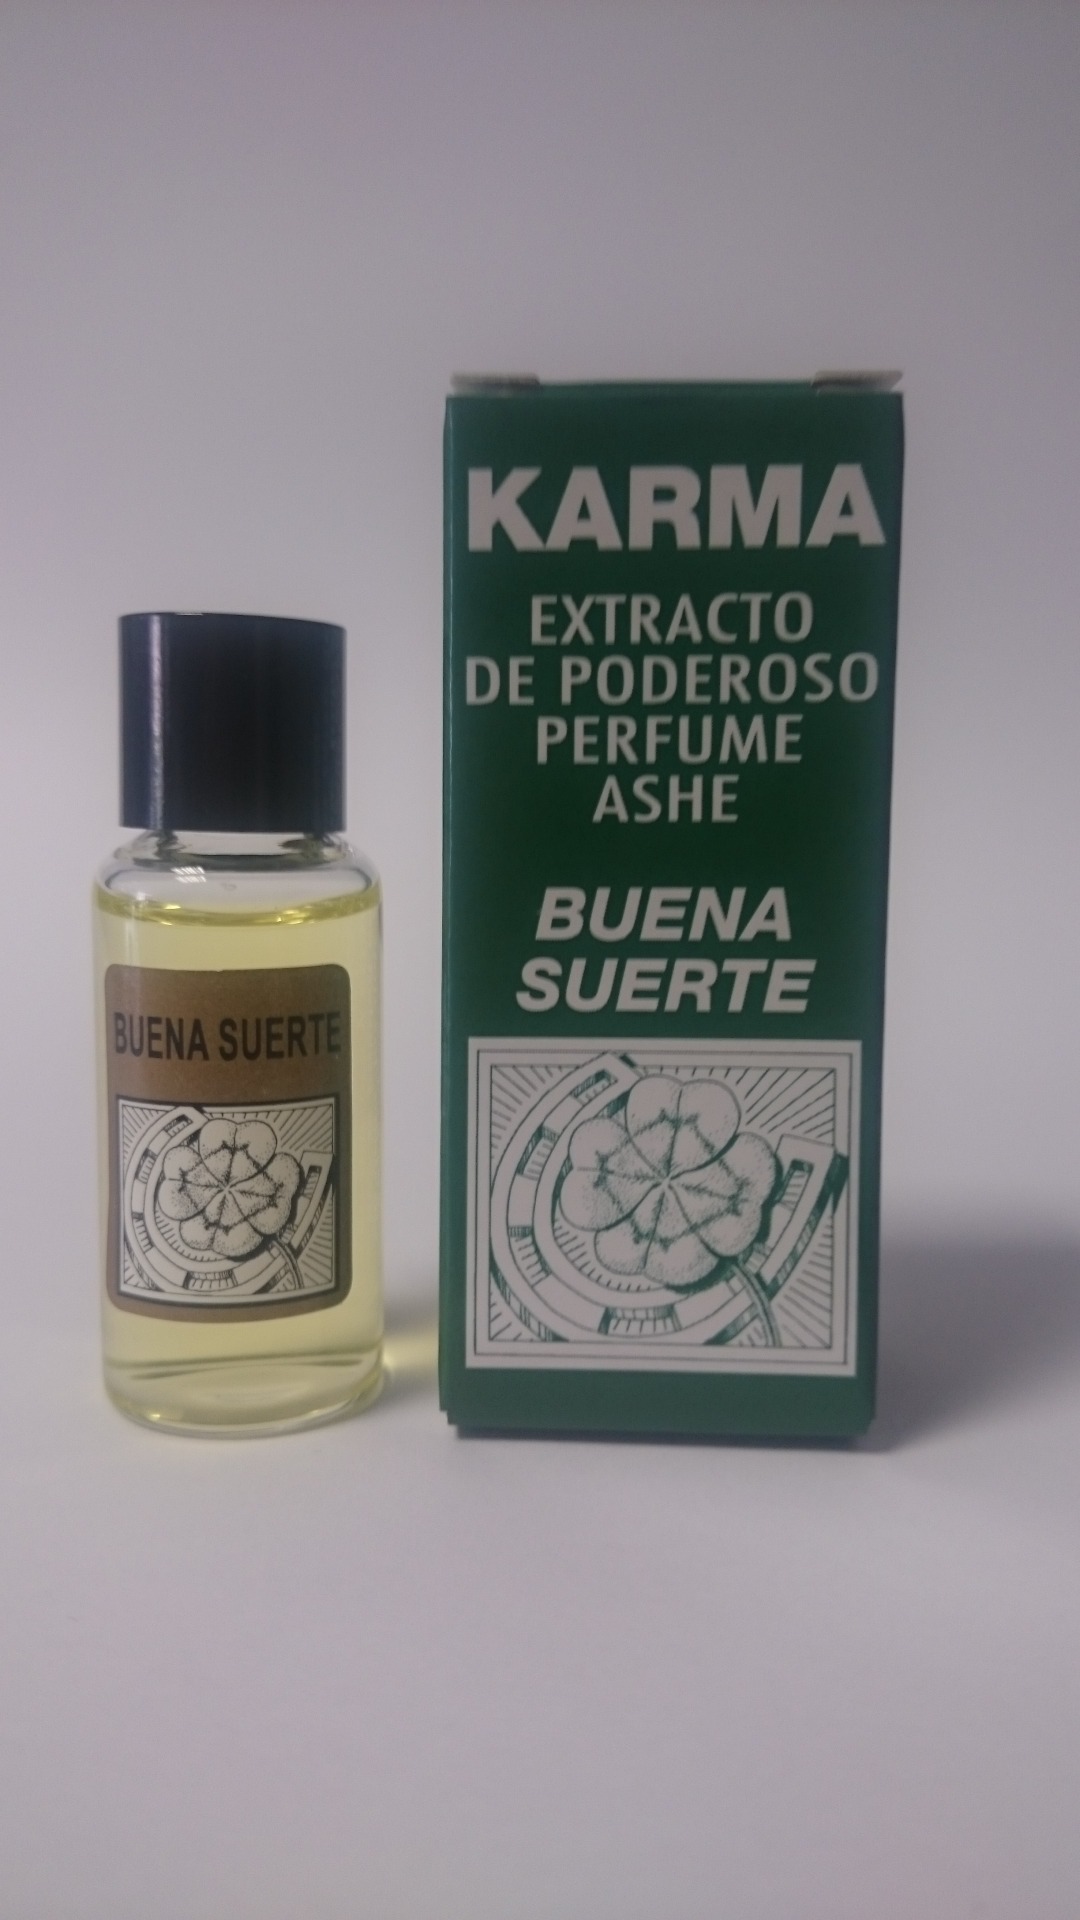 BUENA SUERTE
KARMA
EXTRACTO
DE PODEROSO
PERFUME
ASHE
BUENA
SUERTE